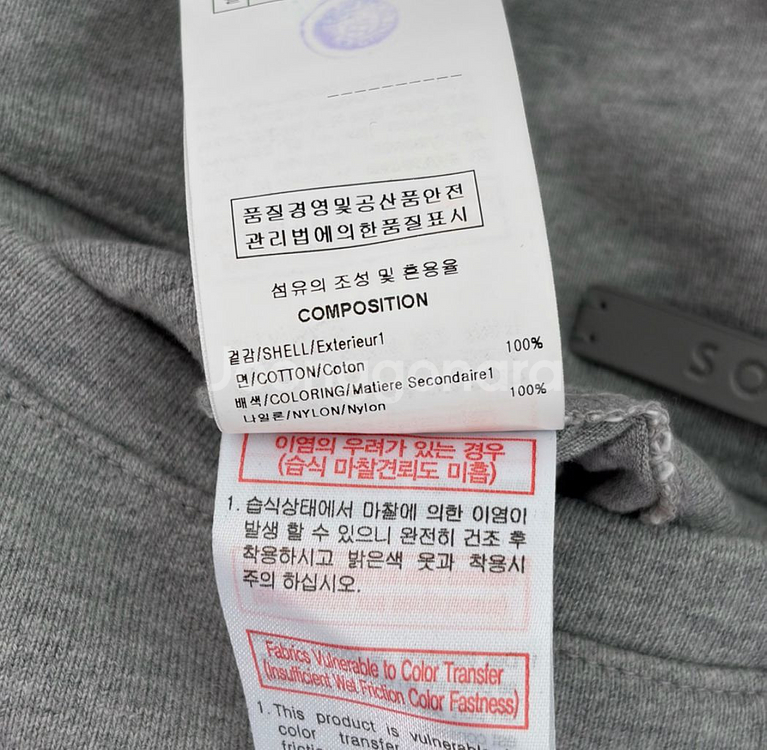 품질경영및공산품안전
관리법에의한품질표시
섬유의 조성 및 혼용율
COMPOSITION
겉감/SHELL/Exterieur1
면/COTTON/Coton 100%
배색/COLORING/Matiere Secondaire1
나일론/NYLON/Nylon 100%
SO
이염의 우려가 있는 경우
(습식 마찰견뢰도 미흡)
1. 습식상태에서 마찰에 의한 이염이
발생 할 수 있으니 완전히 건조 후
착용하시고 밝은색 옷과 착용시
주의 하십시오.
Fabrics Vulnerable to Color Transfer
(Insufficient Wet Friction Color Fastness)
1. This product is vulnerable
color transfer